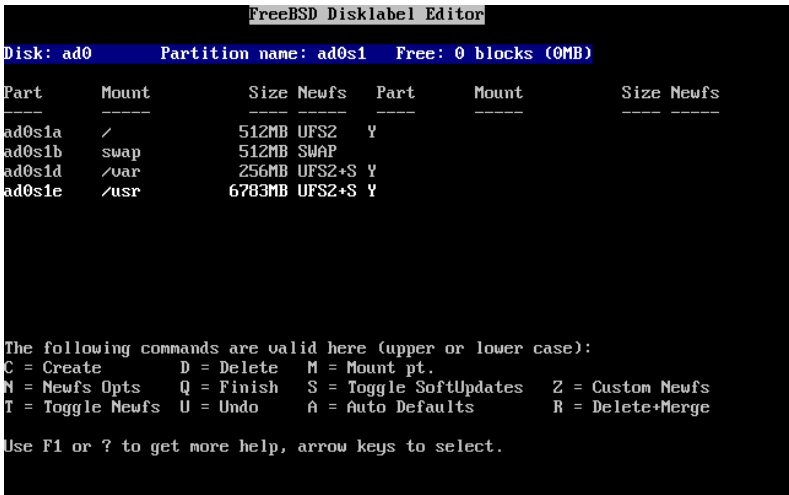 FreeBSD Disklabel Editor
Disk: ad0 Partition name: ad0s1 Free: 0 blocks (0MB)
Part Mount Size Newfs Part Mount Size Newfs
---- ----- ---- ----- ---- ----- ---- -----
ad0s1a / 512MB UFS2 Y
ad0s1b swap 512MB SWAP
ad0s1d /var 256MB UFS2+S Y
ad0s1e /usr 6783MB UFS2+S Y
The following commands are valid here (upper or lower case):
C = Create D = Delete M = Mount pt.
N = Newfs Opts Q = Finish S = Toggle SoftUpdates Z = Custom Newfs
T = Toggle Newfs U = Undo A = Auto Defaults R = Delete+Merge
Use F1 or ? to get more help, arrow keys to select.